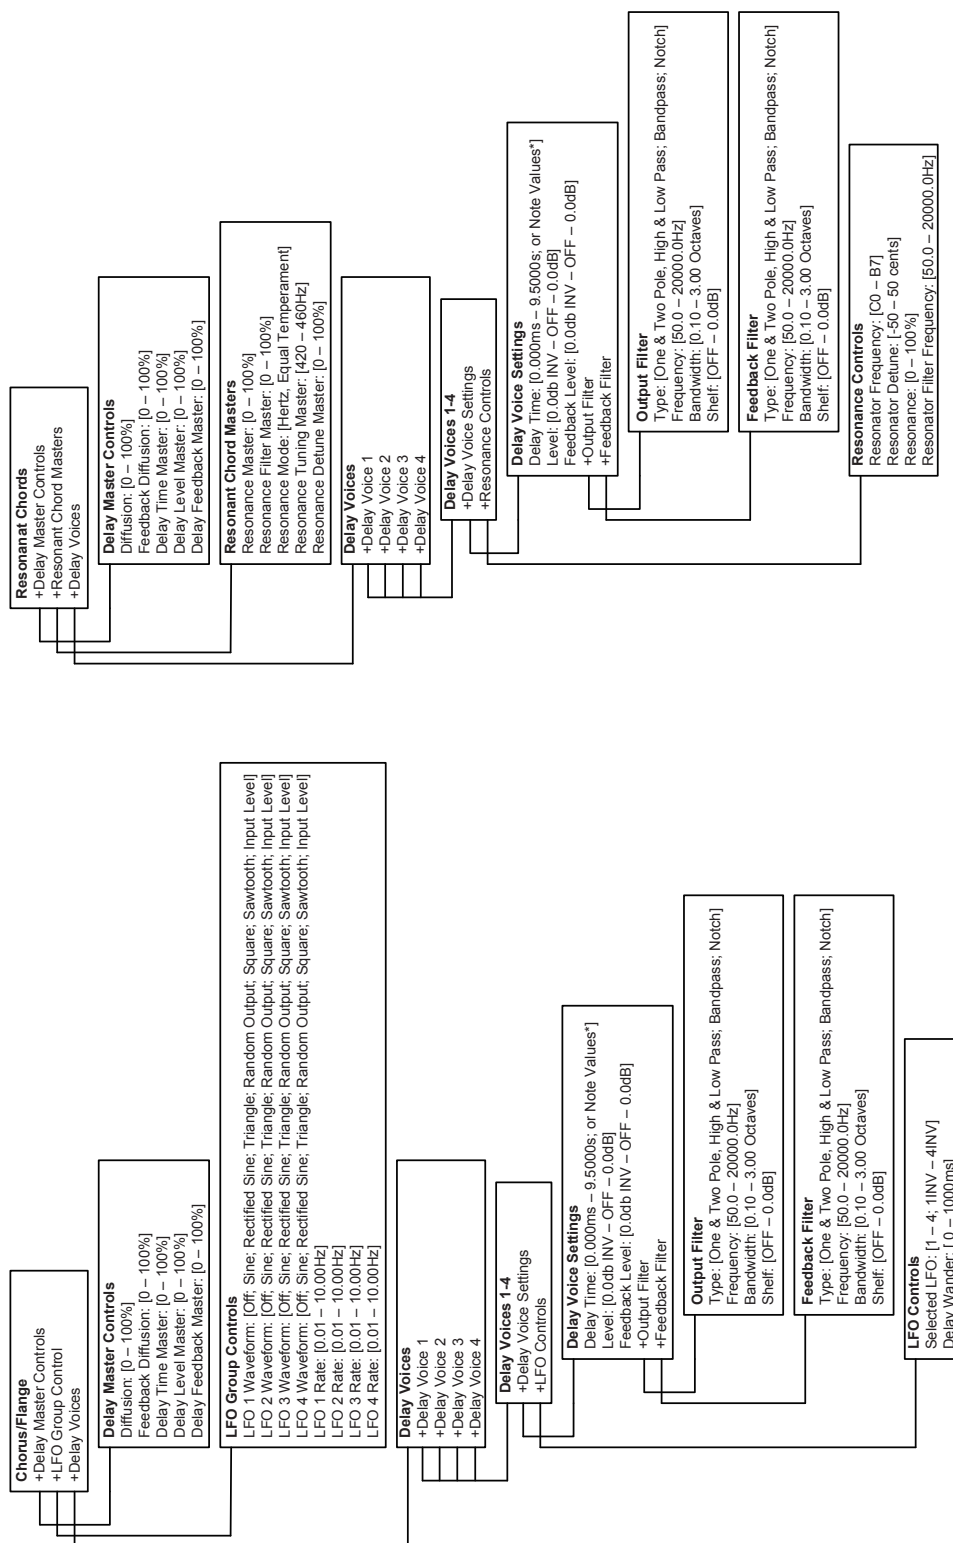 Chorus/Flange
+Delay Master Controls
+LFO Group Control
+Delay Voices
Delay Master Controls
Diffusion: [0 – 100%]
Feedback Diffusion: [0 – 100%]
Delay Time Master: [0 – 100%]
Delay Level Master: [0 – 100%]
Delay Feedback Master: [0 – 100%]
LFO Group Controls
LFO 1 Waveform: [Off; Sine; Rectified Sine; Triangle; Random Output; Square; Sawtooth; Input Level]
LFO 2 Waveform: [Off; Sine; Rectified Sine; Triangle; Random Output; Square; Sawtooth; Input Level]
LFO 3 Waveform: [Off; Sine; Rectified Sine; Triangle; Random Output; Square; Sawtooth; Input Level]
LFO 4 Waveform: [Off; Sine; Rectified Sine; Triangle; Random Output; Square; Sawtooth; Input Level]
LFO 1 Rate: [0.01 – 10.00Hz]
LFO 2 Rate: [0.01 – 10.00Hz]
LFO 3 Rate: [0.01 – 10.00Hz]
LFO 4 Rate: [0.01 – 10.00Hz]
Delay Voices
+Delay Voice 1
+Delay Voice 2
+Delay Voice 3
+Delay Voice 4
Delay Voices 1-4
+Delay Voice Settings
+LFO Controls
Delay Voice Settings
Delay Time: [0.000ms – 9.5000s; or Note Values*]
Level: [0.0db INV – OFF – 0.0dB]
Feedback Level: [0.0db INV – OFF – 0.0dB]
+Output Filter
+Feedback Filter
Output Filter
Type: [One & Two Pole, High & Low Pass; Bandpass; Notch]
Frequency: [50.0 – 20000.0Hz]
Bandwidth: [0.10 – 3.00 Octaves]
Shelf: [OFF – 0.0dB]
Feedback Filter
Type: [One & Two Pole, High & Low Pass; Bandpass; Notch]
Frequency: [50.0 – 20000.0Hz]
Bandwidth: [0.10 – 3.00 Octaves]
Shelf: [OFF – 0.0dB]
LFO Controls
Selected LFO: [1 – 4; 1INV – 4INV]
Delay Wander: [ 0 – 1000ms]
Resonanat Chords
+Delay Master Controls
+Resonant Chord Masters
+Delay Voices
Delay Master Controls
Diffusion: [0 – 100%]
Feedback Diffusion: [0 – 100%]
Delay Time Master: [0 – 100%]
Delay Level Master: [0 – 100%]
Delay Feedback Master: [0 – 100%]
Resonant Chord Masters
Resonance Master: [0 – 100%]
Resonance Filter Master: [0 – 100%]
Resonance Mode: [Hertz, Equal Temperament]
Resonance Tuning Master: [420 – 460Hz]
Resonance Detune Master: [0 – 100%]
Delay Voices
+Delay Voice 1
+Delay Voice 2
+Delay Voice 3
+Delay Voice 4
Delay Voices 1-4
+Delay Voice Settings
+Resonance Controls
Delay Voice Settings
Delay Time: [0.000ms – 9.5000s; or Note Values*]
Level: [0.0db INV – OFF – 0.0dB]
Feedback Level: [0.0db INV – OFF – 0.0dB]
+Output Filter
+Feedback Filter
Output Filter
Type: [One & Two Pole, High & Low Pass; Bandpass; Notch]
Frequency: [50.0 – 20000.0Hz]
Bandwidth: [0.10 – 3.00 Octaves]
Shelf: [OFF – 0.0dB]
Feedback Filter
Type: [One & Two Pole, High & Low Pass; Bandpass; Notch]
Frequency: [50.0 – 20000.0Hz]
Bandwidth: [0.10 – 3.00 Octaves]
Shelf: [OFF – 0.0dB]
Resonance Controls
Resonator Frequency: [C0 – B7]
Resonator Detune: [-50 – 50 cents]
Resonance: [0 – 100%]
Resonator Filter Frequency: [50.0 – 20000.0Hz]